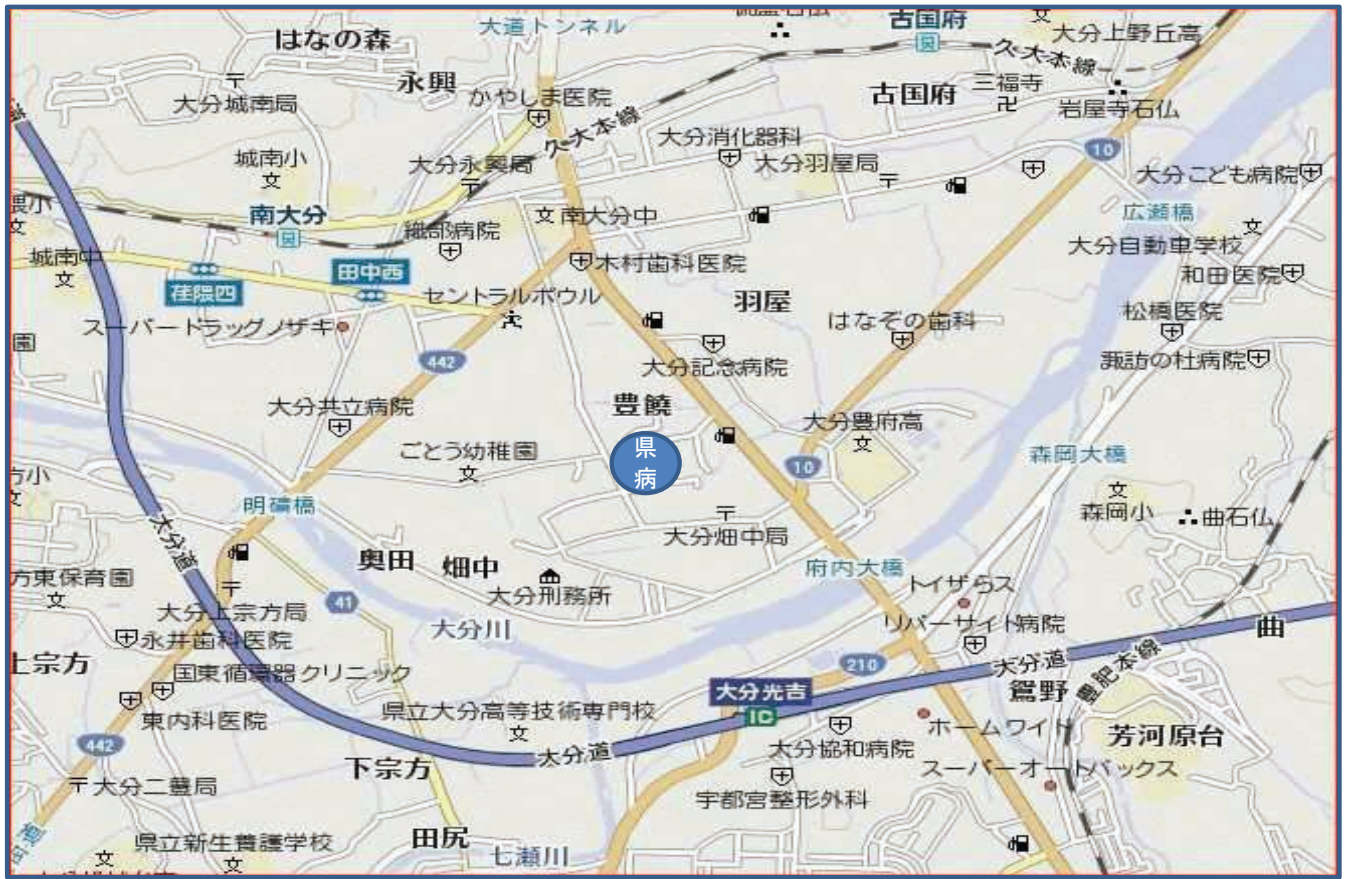 大道トンネル
古国府
大分上野丘高
はなの森
久大本線
永興
三福寺
大分城南局
かやしま医院
古国府
岩屋寺石仏
久大本線
大分消化器科
10
城南小
大分永興局
大分羽屋局
大分こども病院
南大分
南大分中
広瀬橋
織部病院
大分自動車学校
城南中
田中西
木村歯科医院
和田医院
荏隈四
セントラルボウル
羽屋
松橋医院
スーパードラッグノザキ
はなぞの歯科
園
442
大分記念病院
諏訪の杜病院
大分共立病院
豊饒
大分豊府高
ごとう幼稚園
県
病
10
森岡大橋
方小
明磧橋
森岡小
曲石仏
大分道
大分畑中局
奥田
畑中
府内大橋
方東保育園
トイザらス
大分上宗方局
41
大分刑務所
大分川
リバーサイド病院
曲
永井歯科医院
上宗方
210
大分道
豊肥本線
国東循環器クリニック
大分光吉
IC
鴛野
東内科医院
県立大分高等技術専門校
ホームワイド
芳河原台
442
大分道
大分協和病院
下宗方
スーパーオートバックス
大分二豊局
宇都宮整形外科
田尻
県立新生養護学校
七瀬川